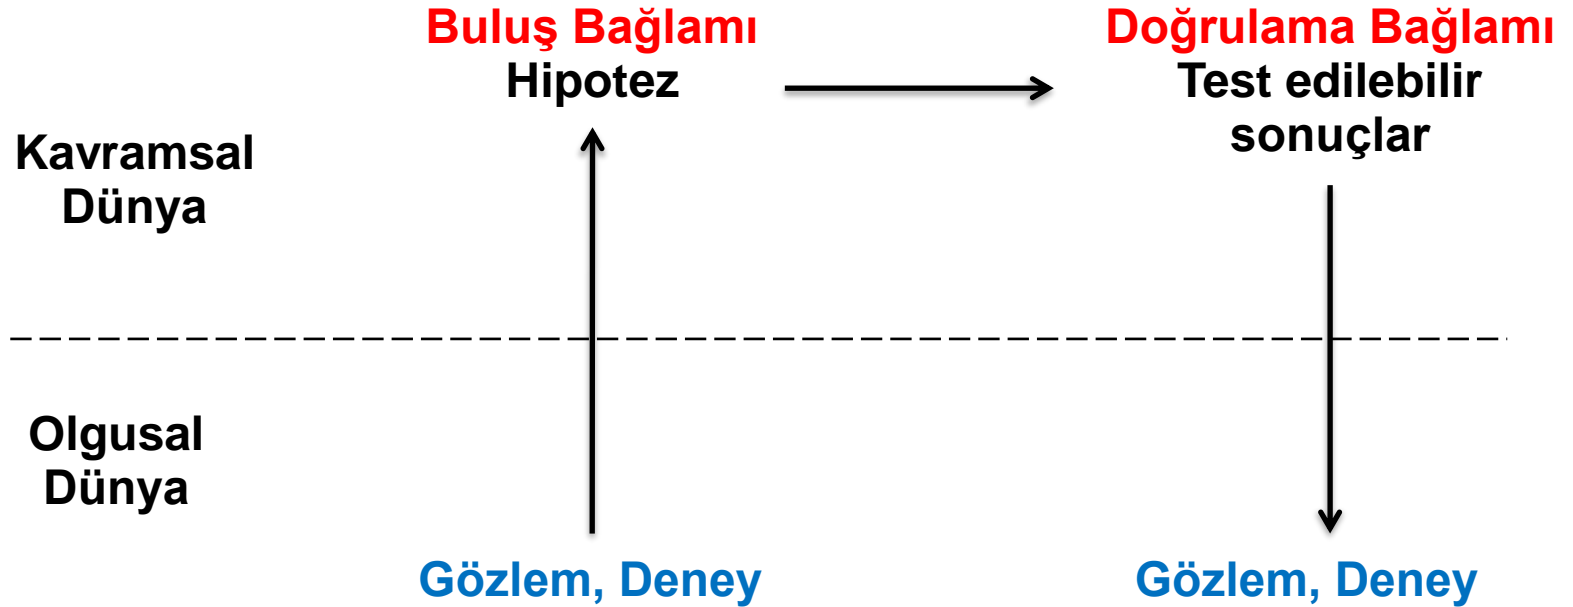 Buluş Bağlamı
Hipotez
Doğrulama Bağlamı
Test edilebilir
sonuçlar
Kavramsal
Dünya
Olgusal
Dünya
Gözlem, Deney
Gözlem, Deney